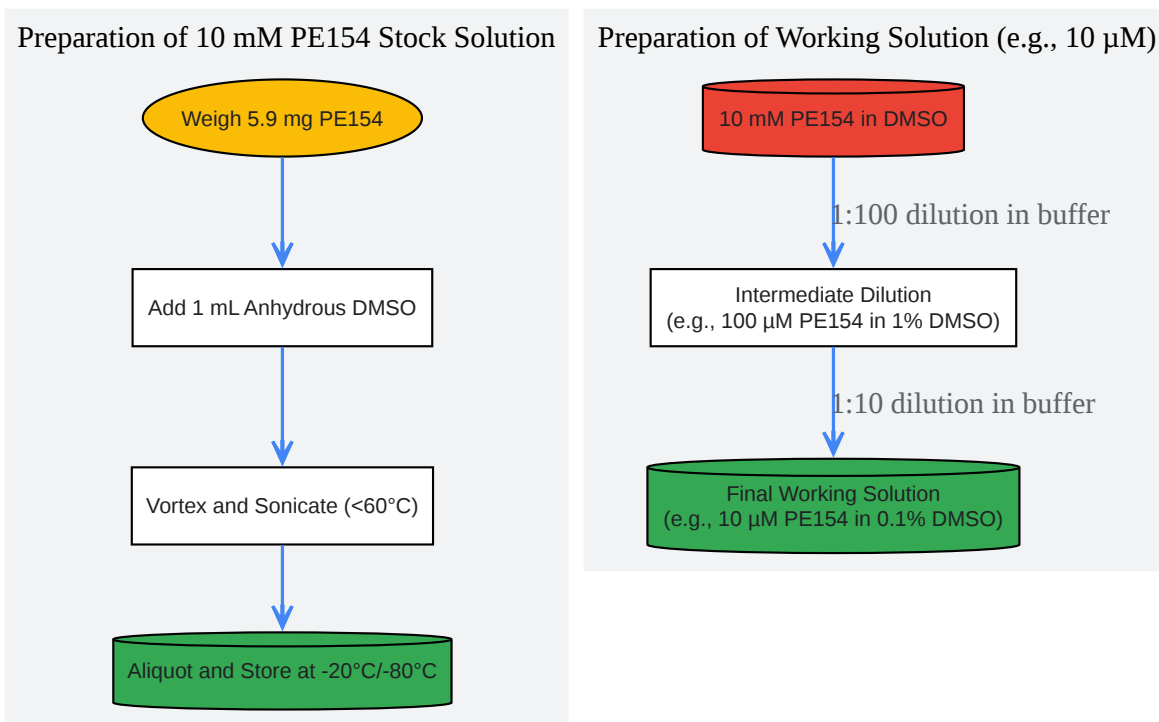 Preparation of 10 mM PE154 Stock Solution
Weigh 5.9 mg PE154
Add 1 mL Anhydrous DMSO
Vortex and Sonicate (<60°C)
Aliquot and Store at -20°C/-80°C
Preparation of Working Solution (e.g., 10 µM)
10 mM PE154 in DMSO
1:100 dilution in buffer
Intermediate Dilution
(e.g., 100 µM PE154 in 1% DMSO)
1:10 dilution in buffer
Final Working Solution
(e.g., 10 µM PE154 in 0.1% DMSO)